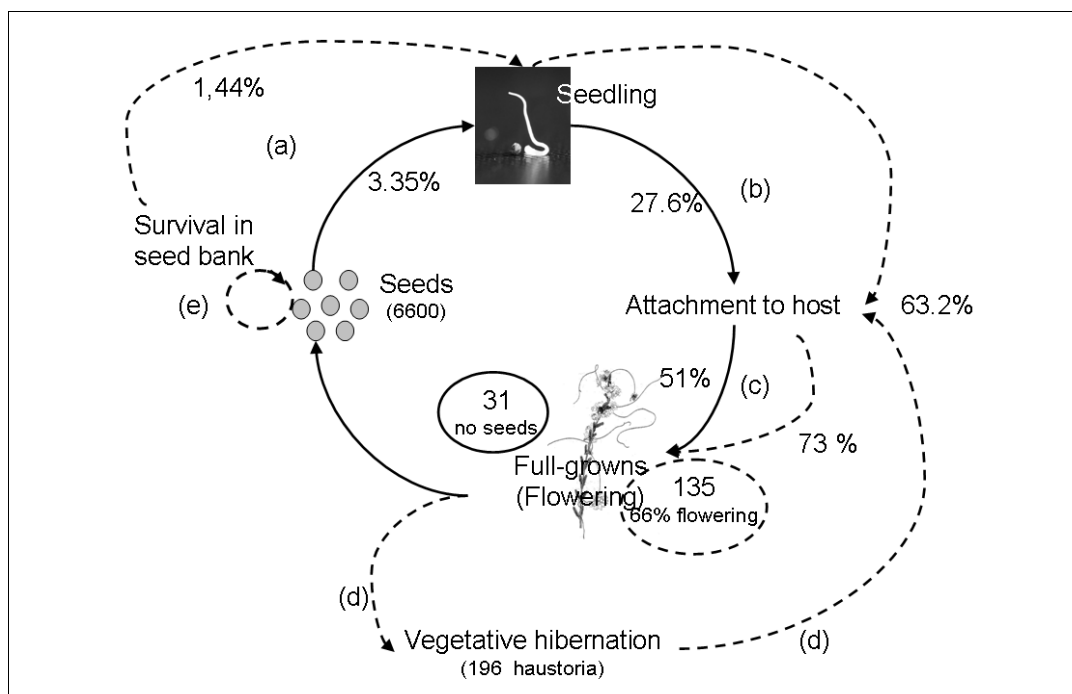 1,44%
Seedling
(a)
3.35%
27.6%
(b)
Survival in
seed bank
(e)
Seeds
(6600)
Attachment to host
63.2%
51%
(c)
31
no seeds
73 %
Full-growns
(Flowering)
135
66% flowering
(d)
(d)
Vegetative hibernation
(196 haustoria)